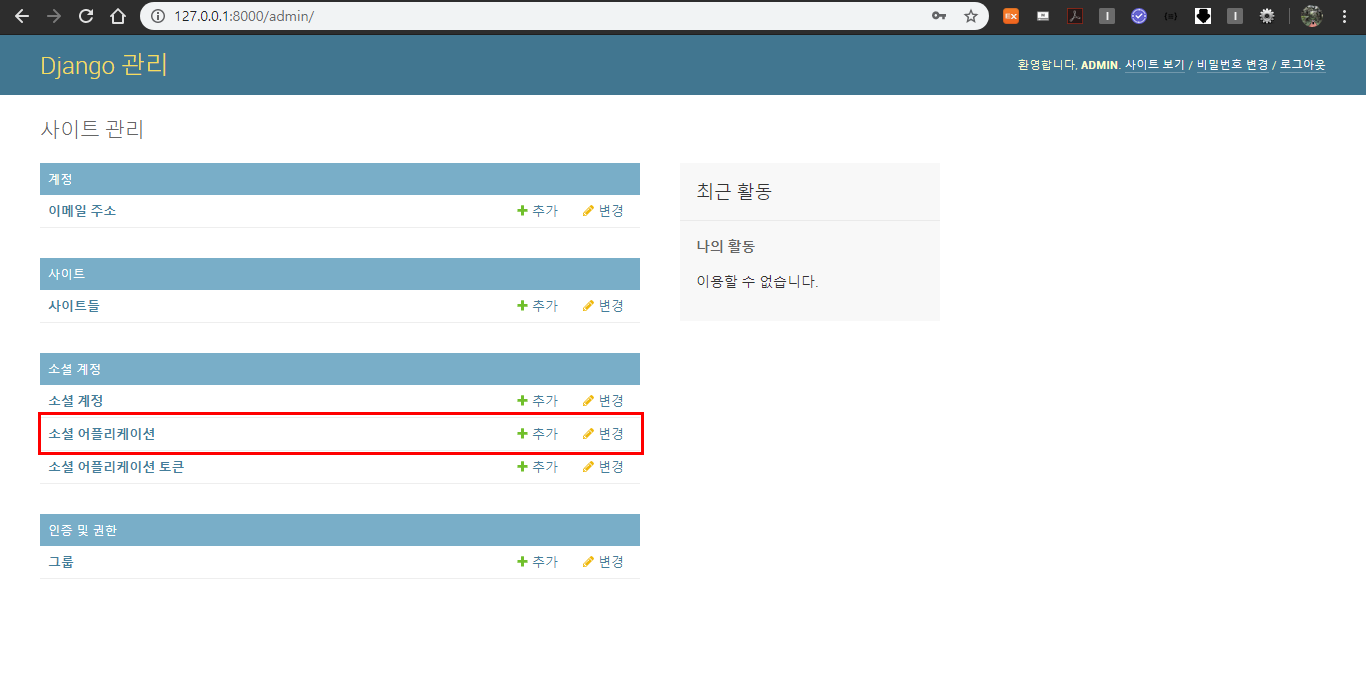 127.0.0.1:8000/admin/
Django 관리
환영합니다, ADMIN. 사이트 보기 / 비밀번호 변경 / 로그아웃
사이트 관리
계정
이메일 주소 추가 변경
사이트
사이트들 추가 변경
소셜 계정
소셜 계정 추가 변경
소셜 어플리케이션 추가 변경
소셜 어플리케이션 토큰 추가 변경
인증 및 권한
그룹 추가 변경
최근 활동
나의 활동
이용할 수 없습니다.